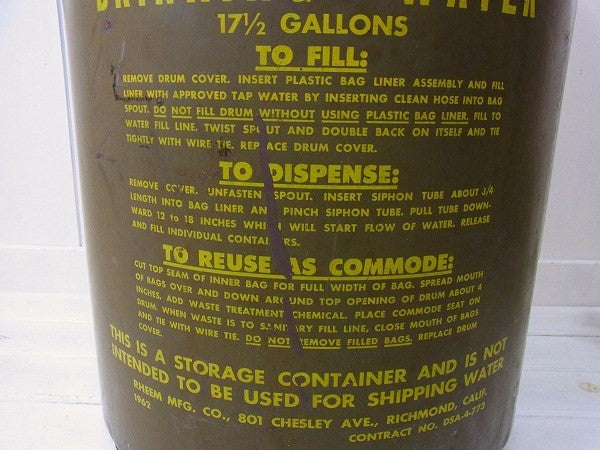 DRINKING WATER
17½ GALLONS
TO FILL:
REMOVE DRUM COVER. INSERT PLASTIC BAG LINER ASSEMBLY AND FILL
LINER WITH APPROVED TAP WATER BY INSERTING CLEAN HOSE INTO BAG
SPOUT. DO NOT FILL DRUM WITHOUT USING PLASTIC BAG LINER. FILL TO
WATER FILL LINE. TWIST SPOUT AND DOUBLE BACK ON ITSELF AND TIE
TIGHTLY WITH WIRE TIE. REPLACE DRUM COVER.
TO DISPENSE:
REMOVE COVER. UNFASTEN SPOUT. INSERT SIPHON TUBE ABOUT 3/4
LENGTH INTO BAG LINER AND PINCH SIPHON TUBE. PULL TUBE DOWN-
WARD 12 to 18 INCHES WHICH WILL START FLOW OF WATER. RELEASE
AND FILL INDIVIDUAL CONTAINERS.
TO REUSE AS COMMODE:
CUT TOP SEAM OF INNER BAG FOR FULL WIDTH OF BAG. SPREAD MOUTH
OF BAGS OVER AND DOWN AROUND TOP OPENING OF DRUM ABOUT 4
INCHES. ADD WASTE TREATMENT CHEMICAL. PLACE COMMODE SEAT ON
DRUM. WHEN WASTE IS TO SANITARY FILL LINE, CLOSE MOUTH OF BAGS
AND TIE WITH WIRE TIE. DO NOT REMOVE FILLED BAGS. REPLACE DRUM
COVER.
THIS IS A STORAGE CONTAINER AND IS NOT
INTENDED TO BE USED FOR SHIPPING WATER
RHEEM MFG. CO., 801 CHESLEY AVE., RICHMOND, CALIF.
1962 CONTRACT NO. DSA-4-773